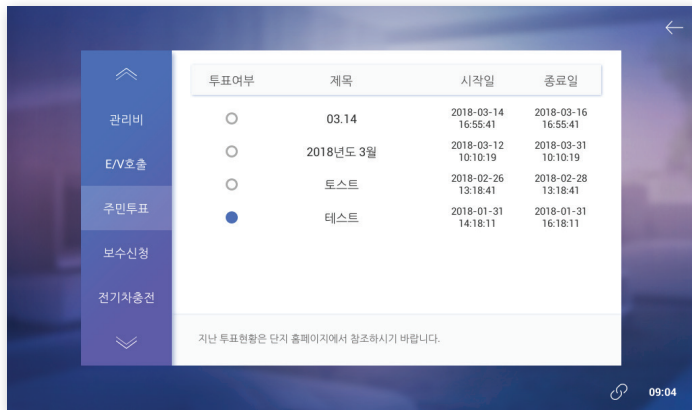 관리비
E/V호출
주민투표
보수신청
전기차충전
투표여부 제목 시작일 종료일
03.14 2018-03-14 16:55:41 2018-03-16 16:55:41
2018년도 3월 2018-03-12 10:10:19 2018-03-31 10:10:19
토스트 2018-02-26 13:18:41 2018-02-28 13:18:41
테스트 2018-01-31 14:18:11 2018-01-31 16:18:11
지난 투표현황은 단지 홈페이지에서 참조하시기 바랍니다.
09:04